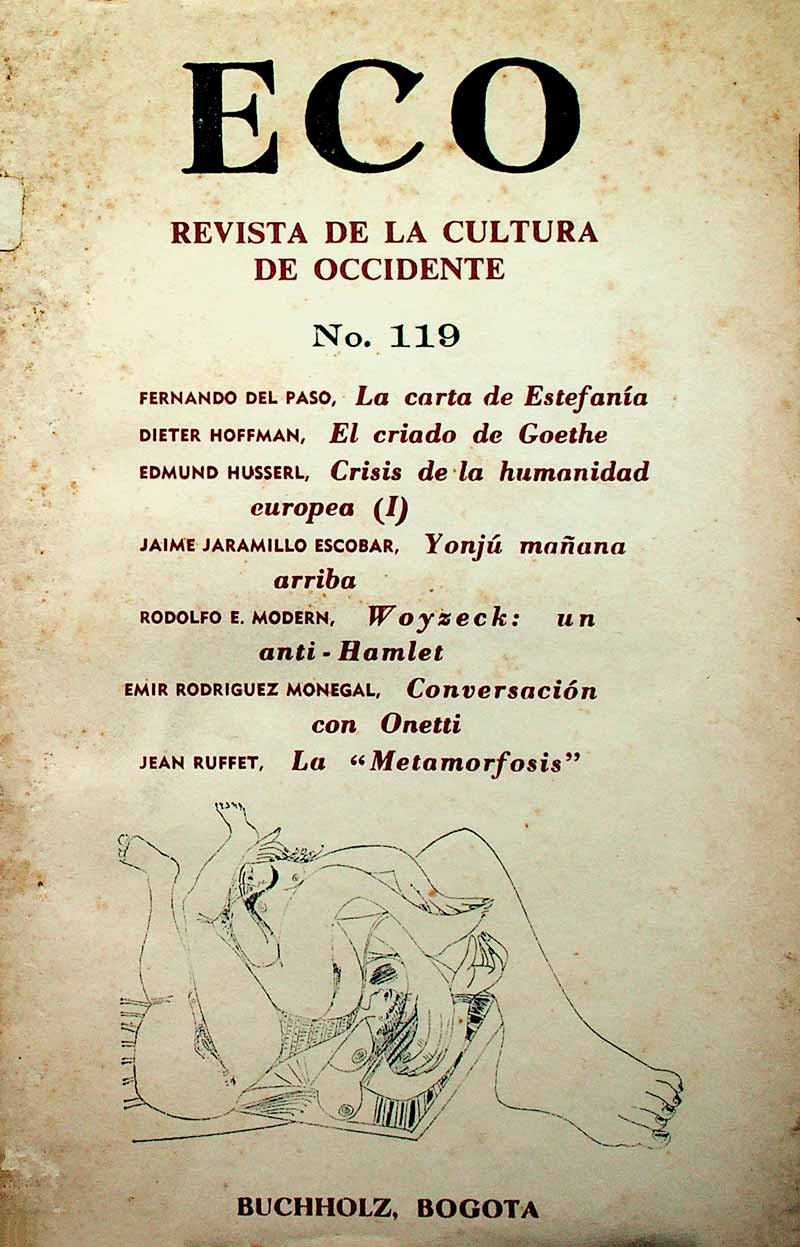 ECO
REVISTA DE LA CULTURA
DE OCCIDENTE
No. 119
FERNANDO DEL PASO, La carta de Estefanía
DIETER HOFFMAN, El criado de Goethe
EDMUND HUSSERL, Crisis de la humanidad
europea (I)
JAIME JARAMILLO ESCOBAR, Yonjú mañana
arriba
RODOLFO E. MODERN, Woyzeck: un
anti-Hamlet
EMIR RODRIGUEZ MONEGAL, Conversación
con Onetti
JEAN RUFFET, La “Metamorfosis”
BUCHHOLZ, BOGOTA